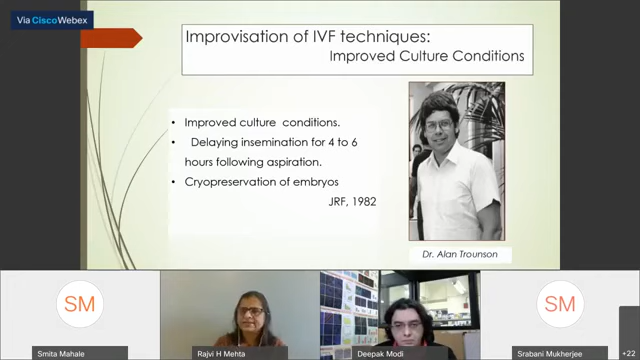 Via Cisco Webex
Improvisation of IVF techniques:
Improved Culture Conditions
• Improved culture conditions.
• Delaying insemination for 4 to 6
hours following aspiration.
• Cryopreservation of embryos
JRF, 1982
Dr. Alan Trounson
SM
SM
Smita Mahale
Rajvi H Mehta
Deepak Modi
Srabani Mukherjee
+22